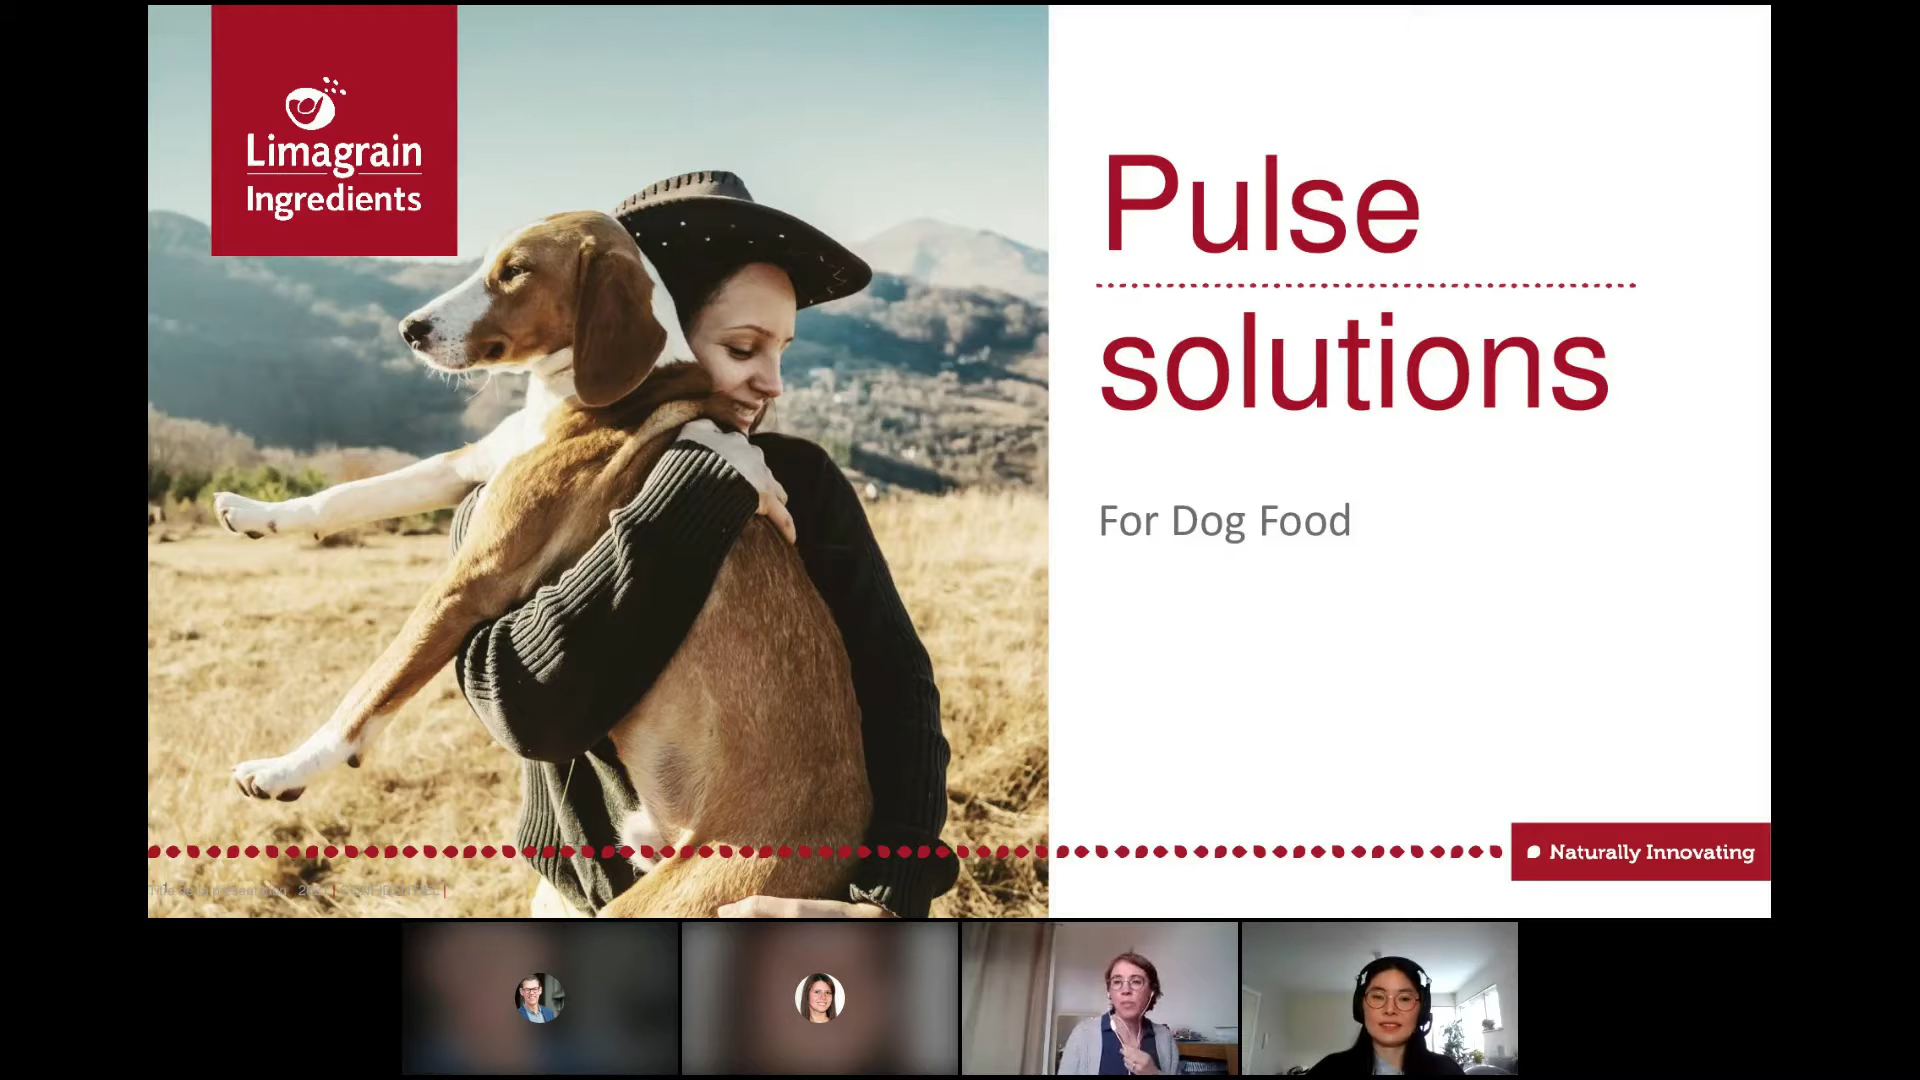 Limagrain
Ingredients
Pulse
solutions
For Dog Food
Naturally Innovating